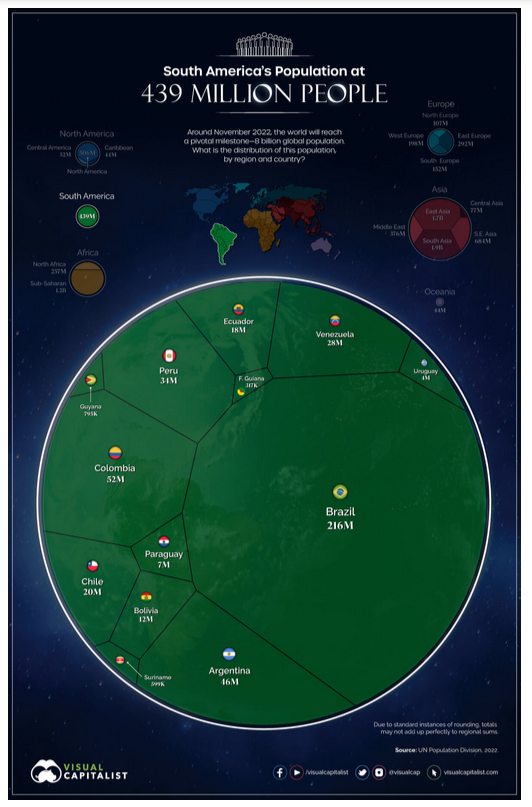 South America's Population at
439 MILLION PEOPLE
Around November 2022, the world will reach
a pivotal milestone—8 billion global population.
What is the distribution of this population,
by region and country?
North America
Central America
52M
Caribbean
44M
North America
South America
439M
Africa
North Africa
257M
Sub-Saharan
1.2B
Europe
North Europe
107M
West Europe
198M
East Europe
292M
South Europe
152M
Asia
Central Asia
77M
East Asia
1.7B
Middle East
376M
South Asia
1.9B
S.E. Asia
684M
Oceania
44M
Ecuador
18M
Venezuela
28M
Peru
34M
F. Guiana
317K
Uruguay
4M
Guyana
795K
Colombia
52M
Brazil
216M
Paraguay
7M
Chile
20M
Bolivia
12M
Argentina
46M
Suriname
599K
Due to standard instances of rounding, totals
may not add up perfectly to regional sums.
Source: UN Population Division, 2022.
VISUAL
CAPITALIST
/visualcapitalist
@visualcap
visualcapitalist.com